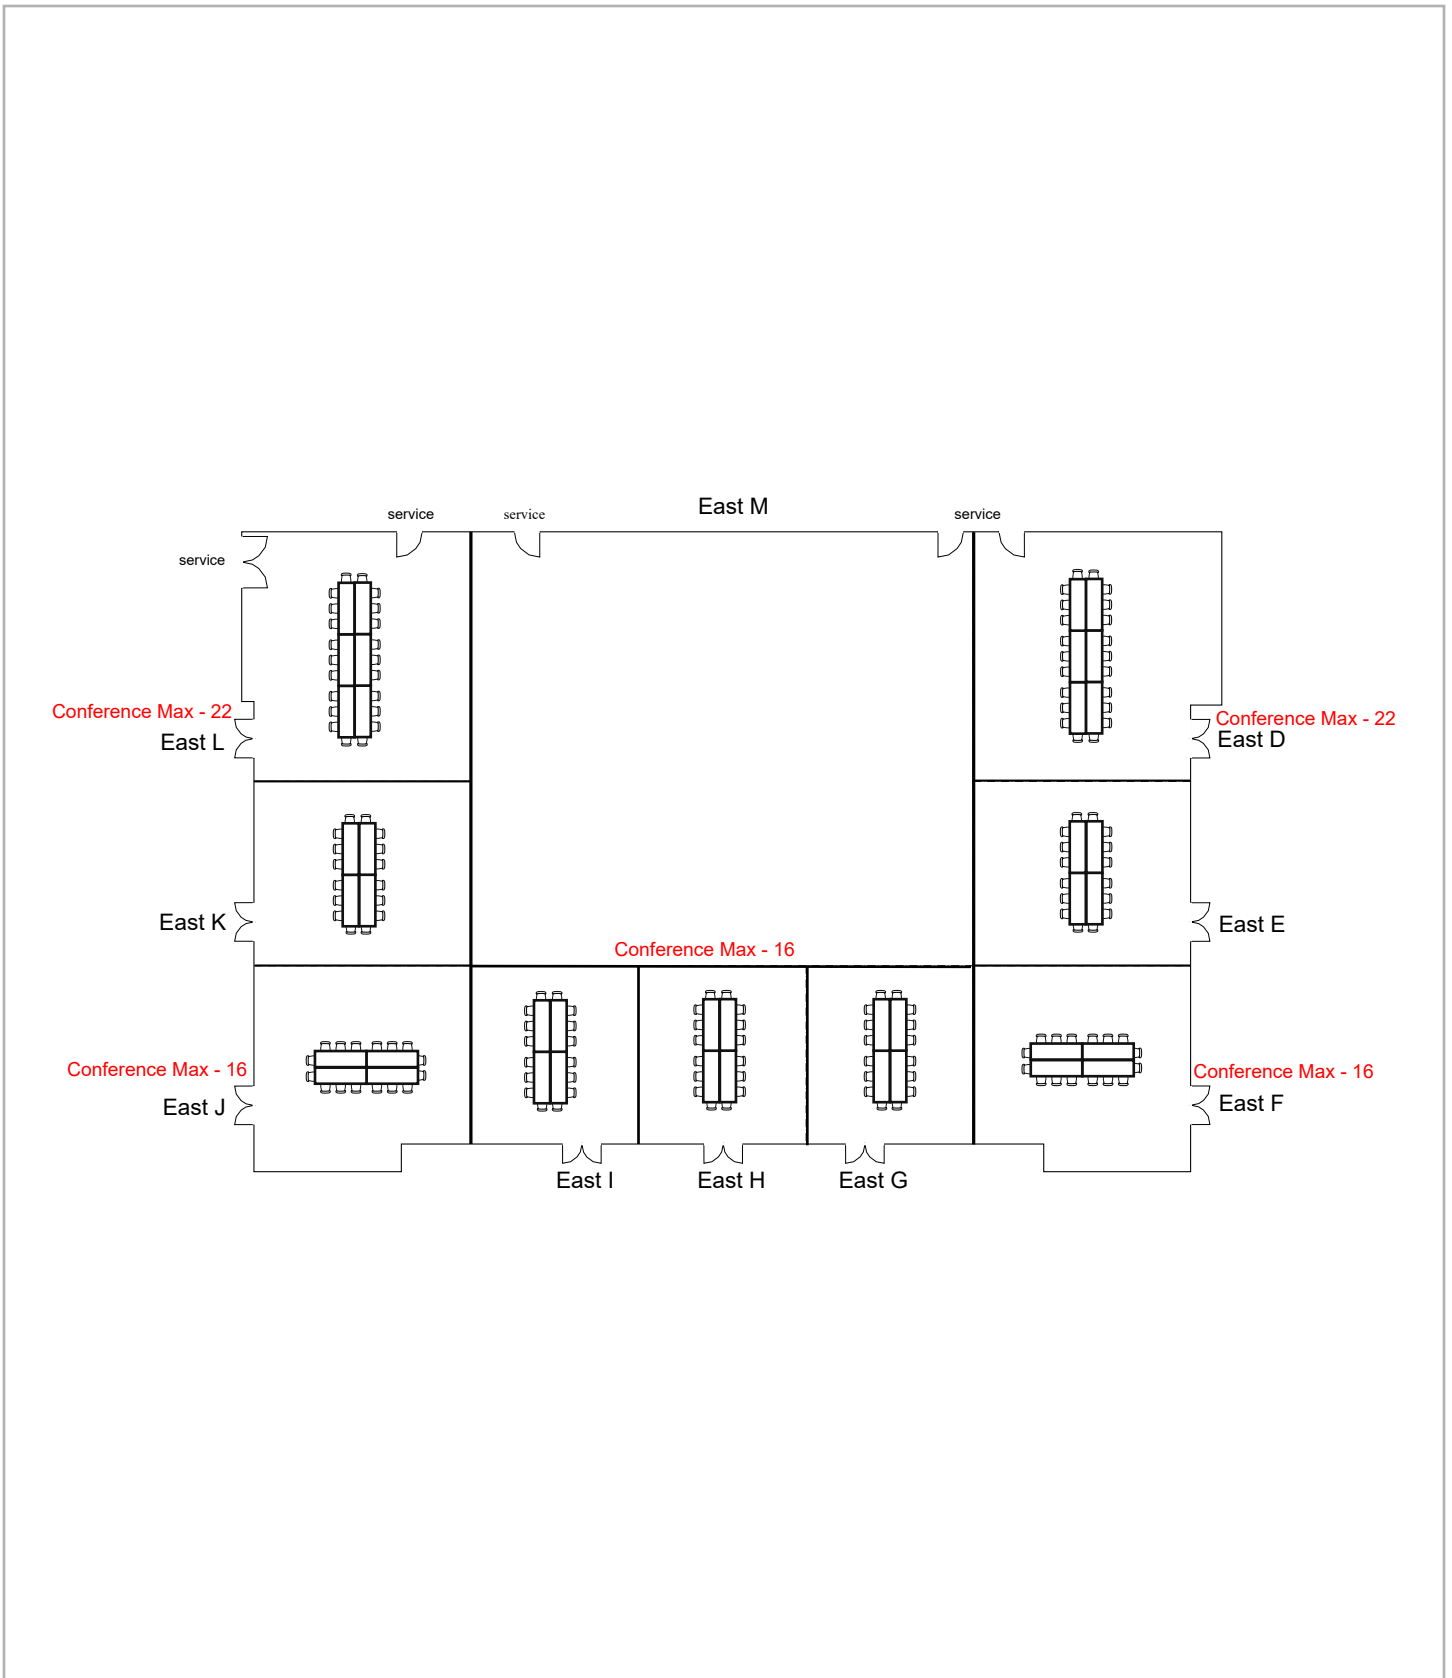 East M
service
service
service
service
Conference Max - 22
East L
Conference Max - 22
East D
East K
East E
Conference Max - 16
Conference Max - 16
East J
Conference Max - 16
East F
East I
East H
East G